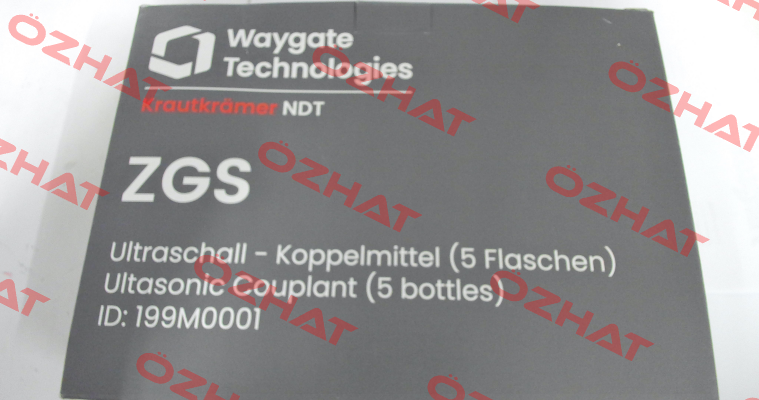 Waygate
Technologies
Krautkrämer NDT
ZGS
Ultraschall - Koppelmittel (5 Flaschen)
Ultasonic Couplant (5 bottles)
ID: 199M0001
ÖZHAT
ÖZHAT
ÖZHAT
ÖZHAT
ÖZHAT
ÖZHAT
ÖZHAT
ÖZHAT
ÖZHAT
ÖZHAT